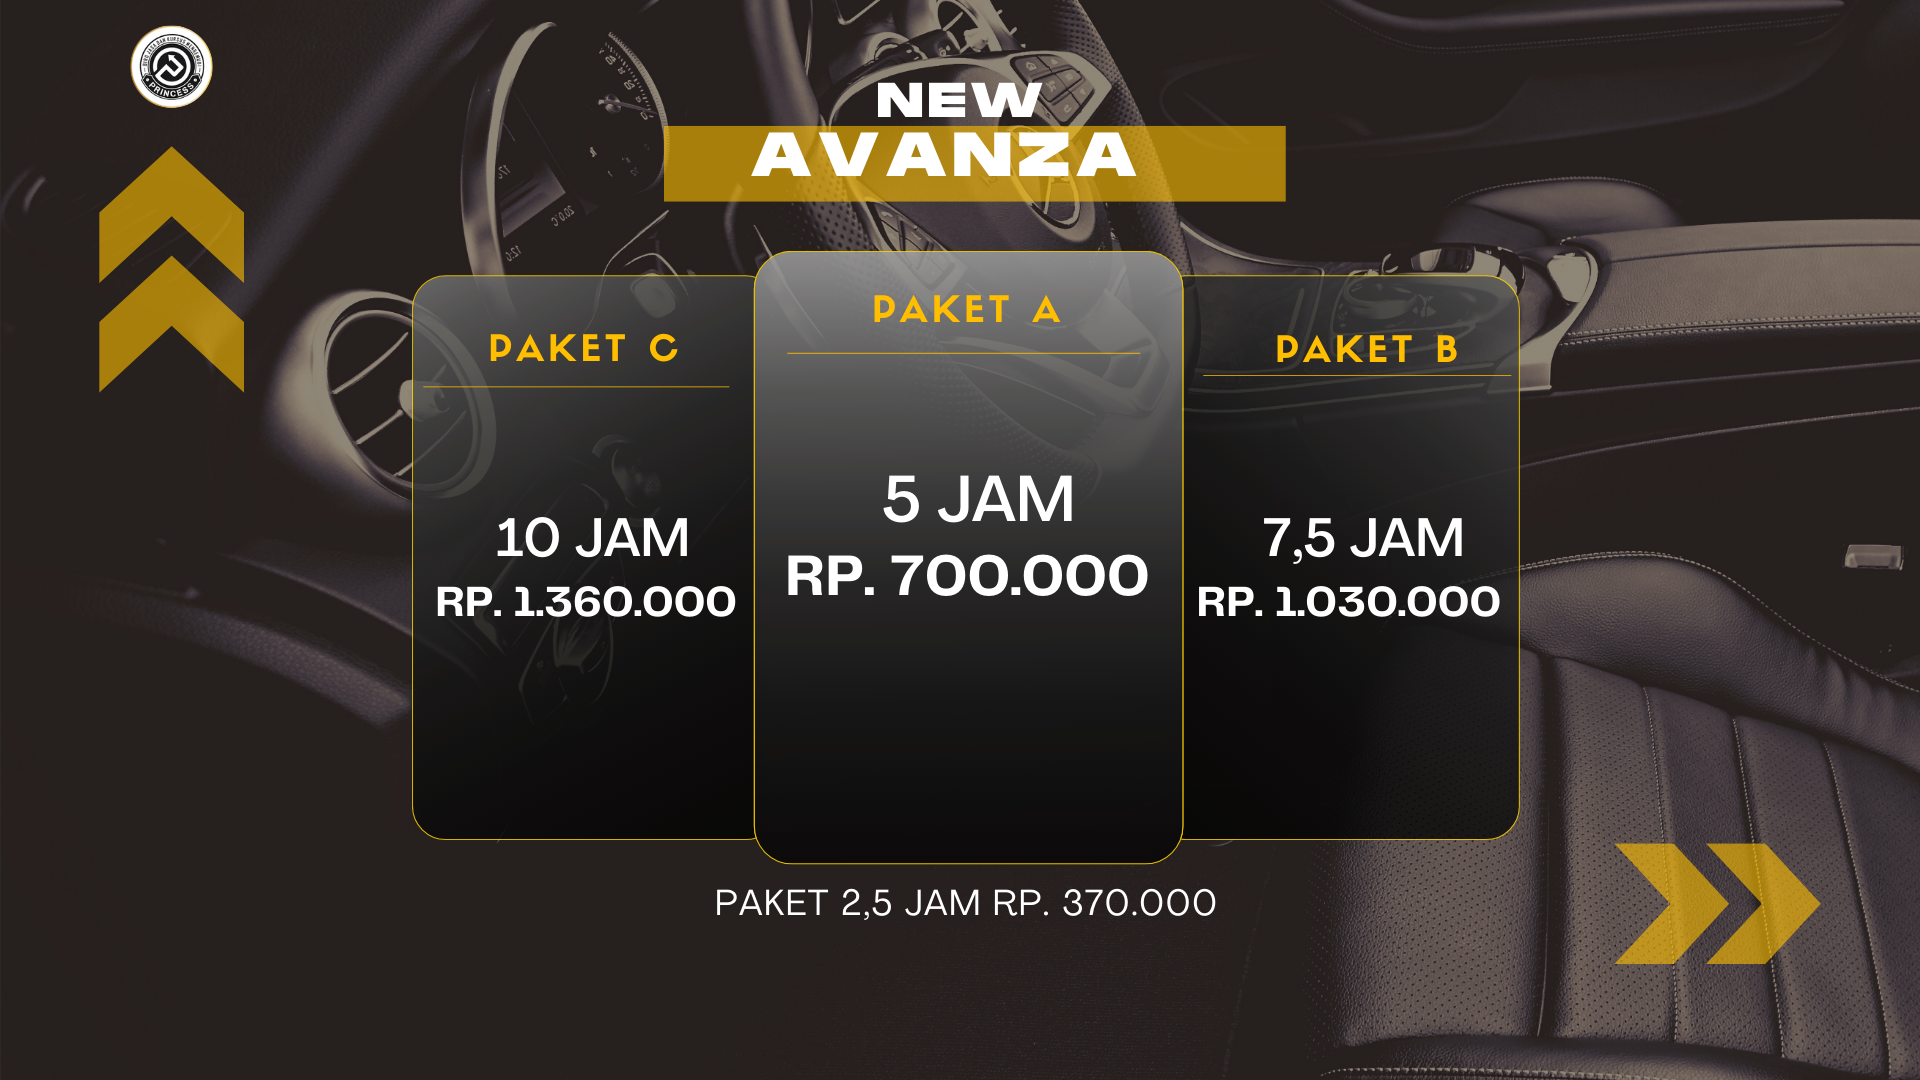 PRINCESS
NEW
AVANZA
PAKET C
10 JAM
RP. 1.360.000
PAKET A
5 JAM
RP. 700.000
PAKET B
7,5 JAM
RP. 1.030.000
PAKET 2,5 JAM RP. 370.000